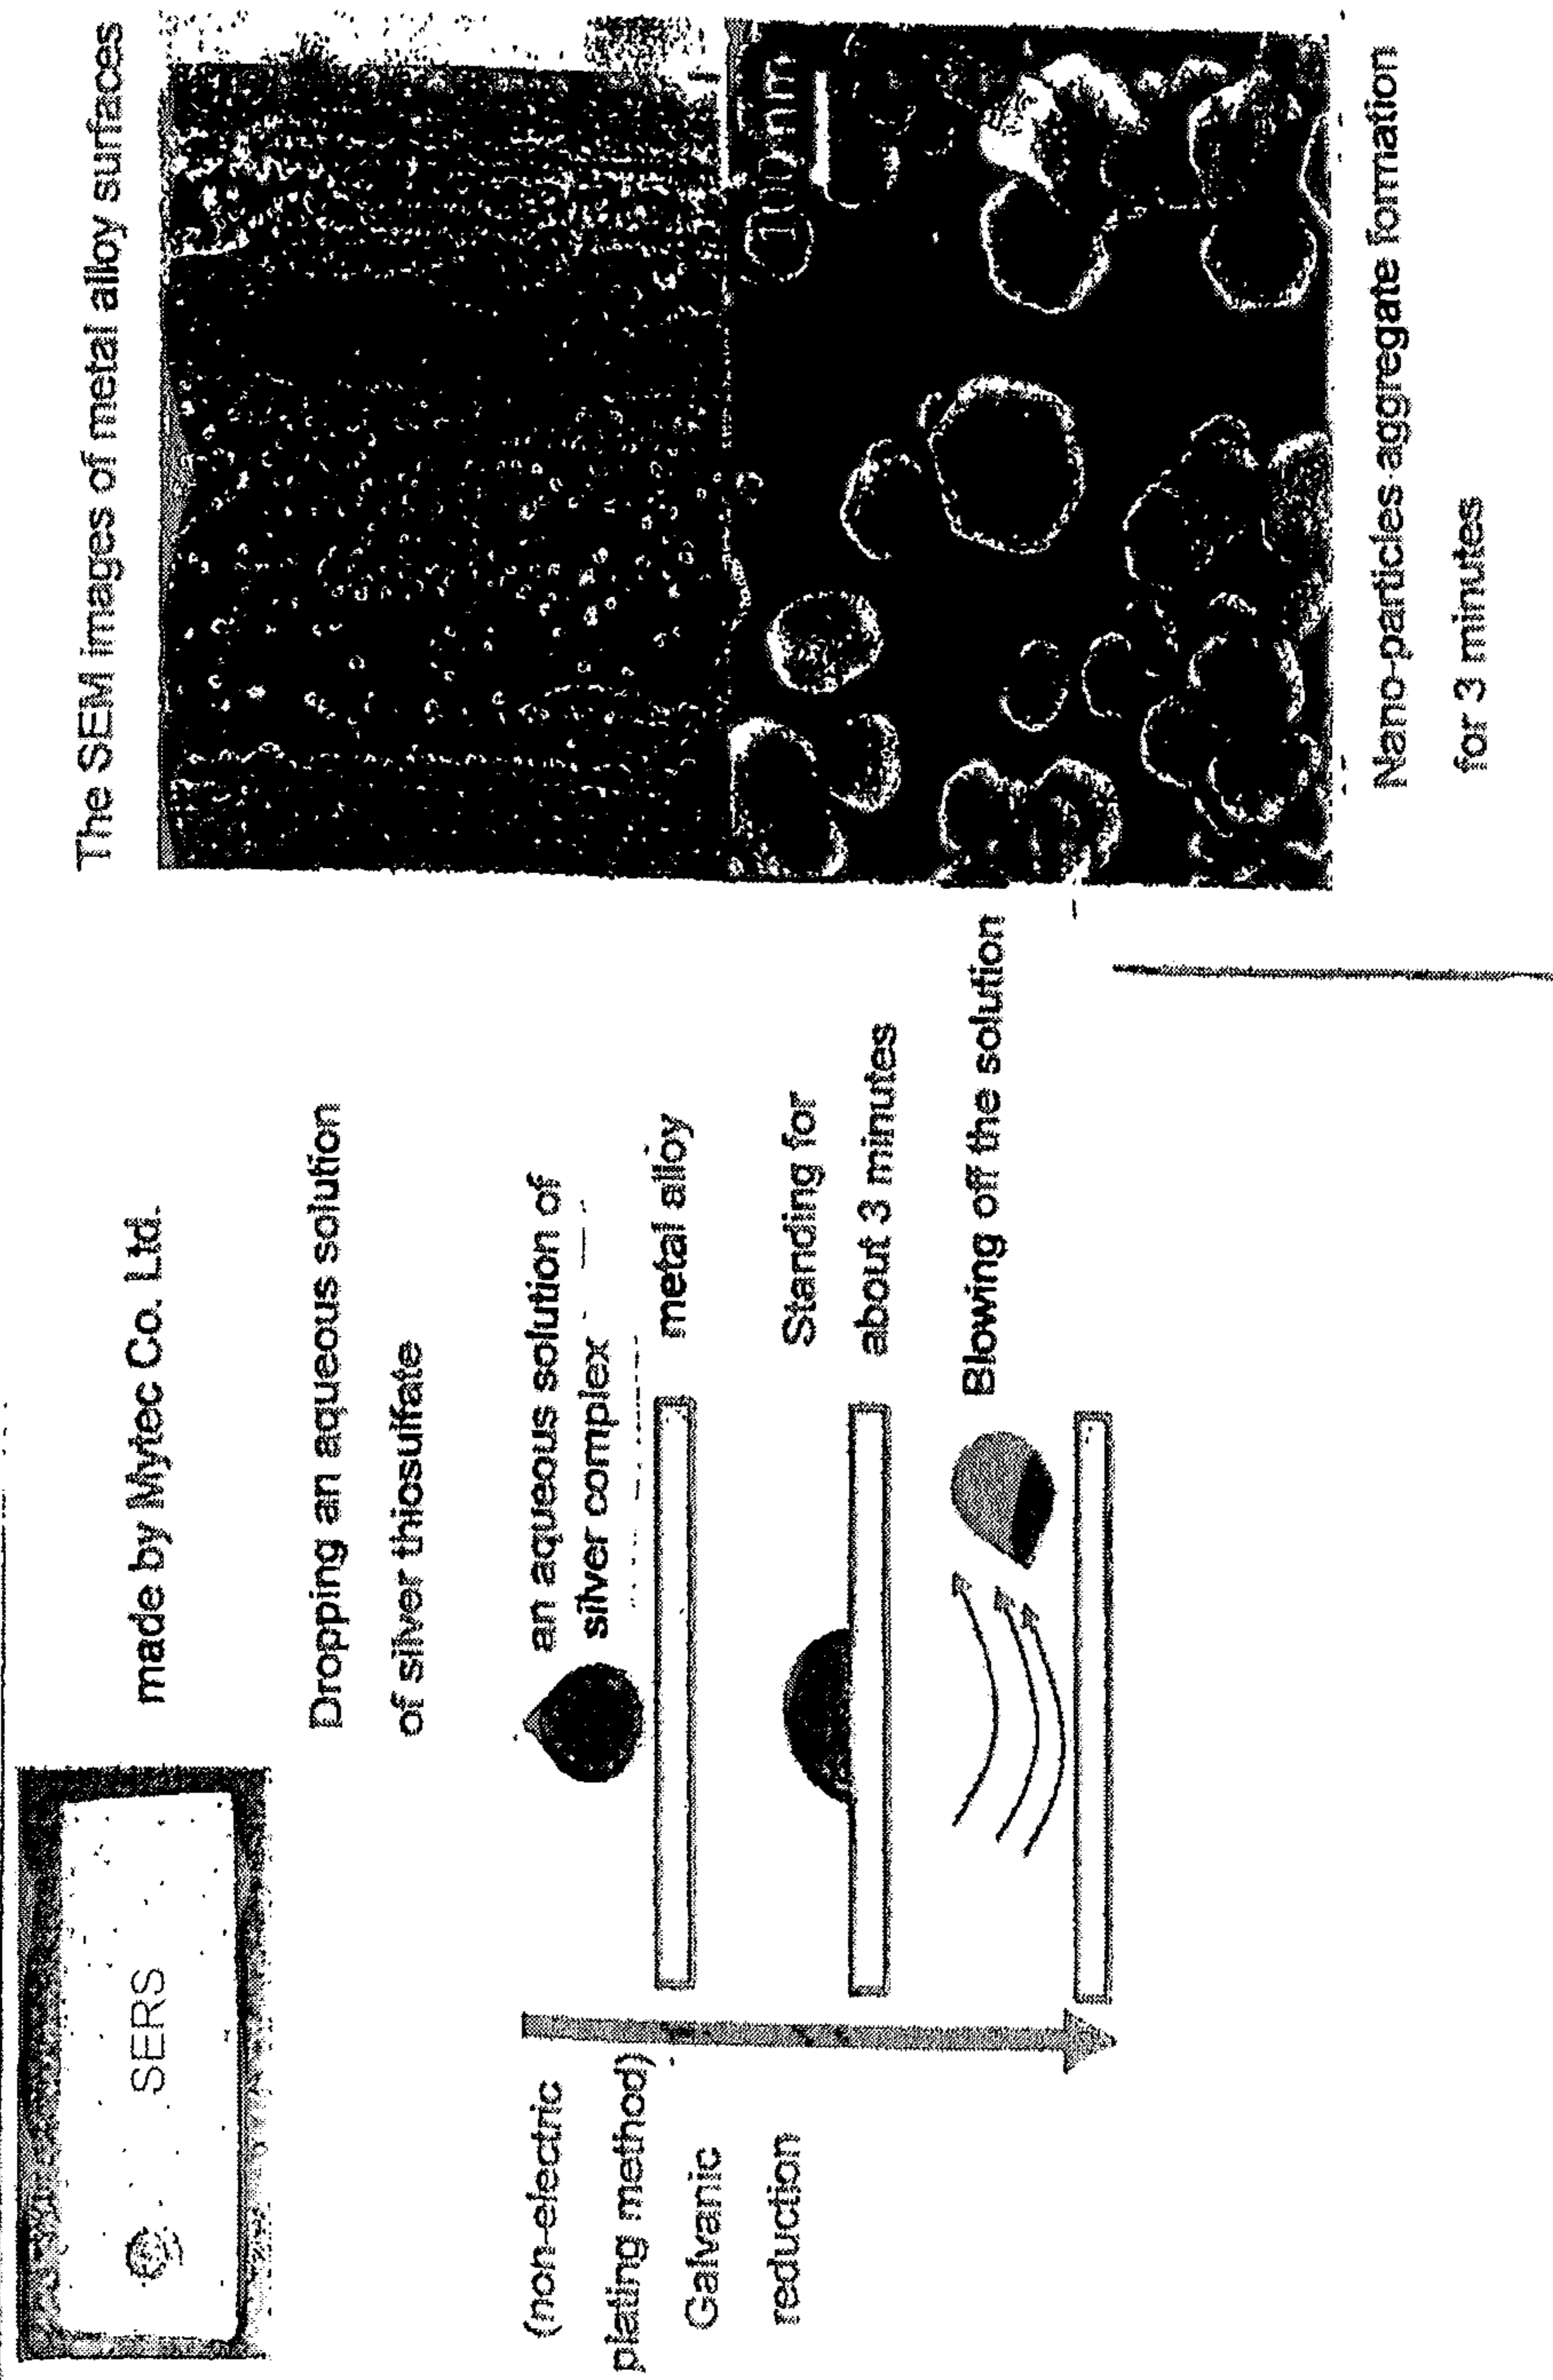 SERS
made by Mytec Co. Ltd.
Dropping an aqueous solution
of silver thiosulfate
(non-electric
plating method)
Galvanic
reduction
an aqueous solution of
silver complex
metal alloy
Standing for
about 3 minutes
Blowing off the solution
The SEM images of metal alloy surfaces
100 nm
Nano-particles aggregate formation
for 3 minutes